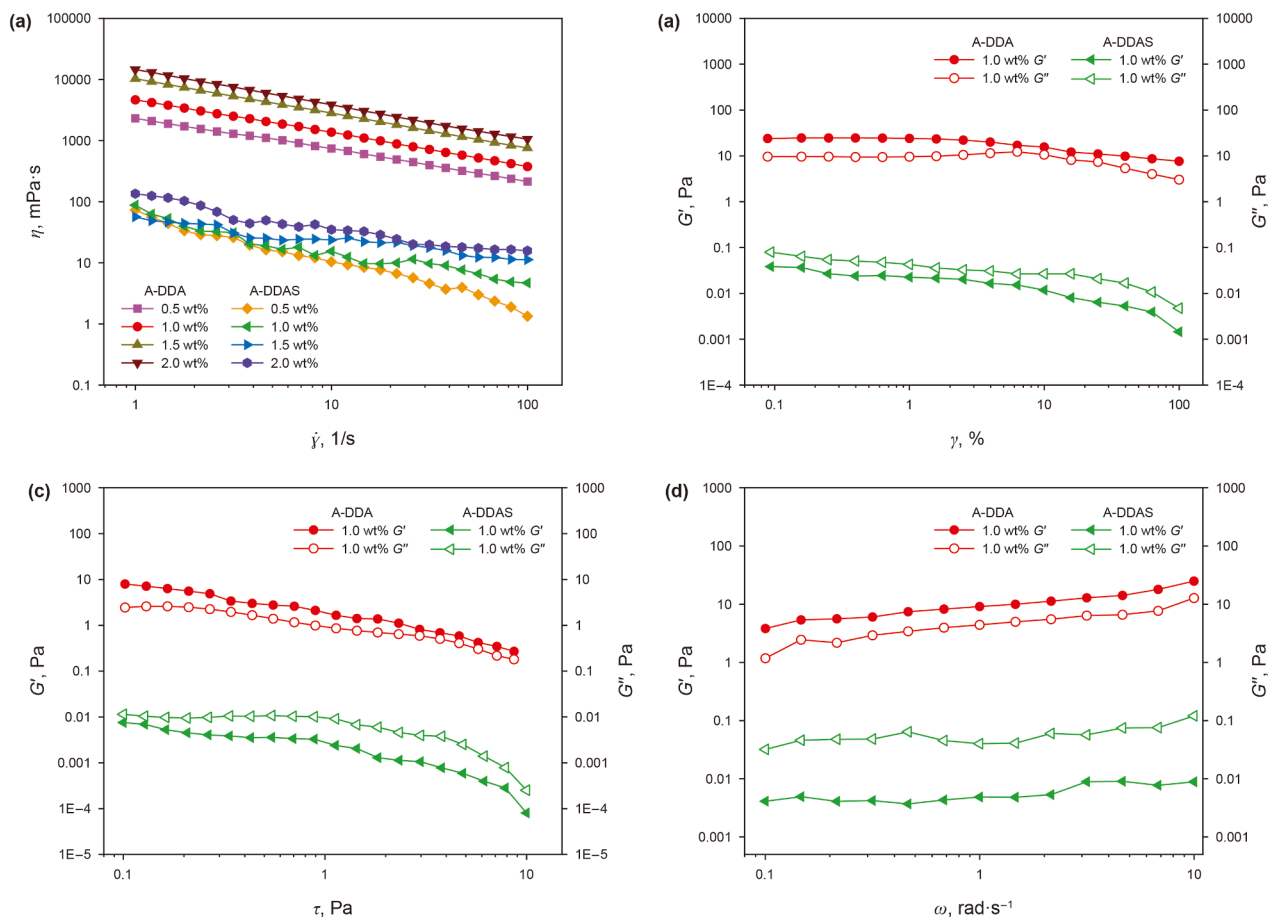 (a)
100000
10000
1000
100
10
1
0.1
η, mPa·s
A-DDA A-DDAS
0.5 wt% 0.5 wt%
1.0 wt% 1.0 wt%
1.5 wt% 1.5 wt%
2.0 wt% 2.0 wt%
1 10 100
γ̇, 1/s
(a)
10000 10000
1000 1000
100 100
10 10
1 1
0.1 0.1
0.01 0.01
0.001 0.001
1E−4 1E−4
G′, Pa
G″, Pa
A-DDA A-DDAS
1.0 wt% G′ 1.0 wt% G′
1.0 wt% G″ 1.0 wt% G″
0.1 1 10 100
γ, %
(c)
1000 1000
100 100
10 10
1 1
0.1 0.1
0.01 0.01
0.001 0.001
1E−4 1E−4
1E−5 1E−5
G′, Pa
G″, Pa
A-DDA A-DDAS
1.0 wt% G′ 1.0 wt% G′
1.0 wt% G″ 1.0 wt% G″
0.1 1 10
τ, Pa
(d)
1000 1000
100 100
10 10
1 1
0.1 0.1
0.01 0.01
0.001 0.001
G′, Pa
G″, Pa
A-DDA A-DDAS
1.0 wt% G′ 1.0 wt% G′
1.0 wt% G″ 1.0 wt% G″
0.1 1 10
ω, rad·s⁻¹